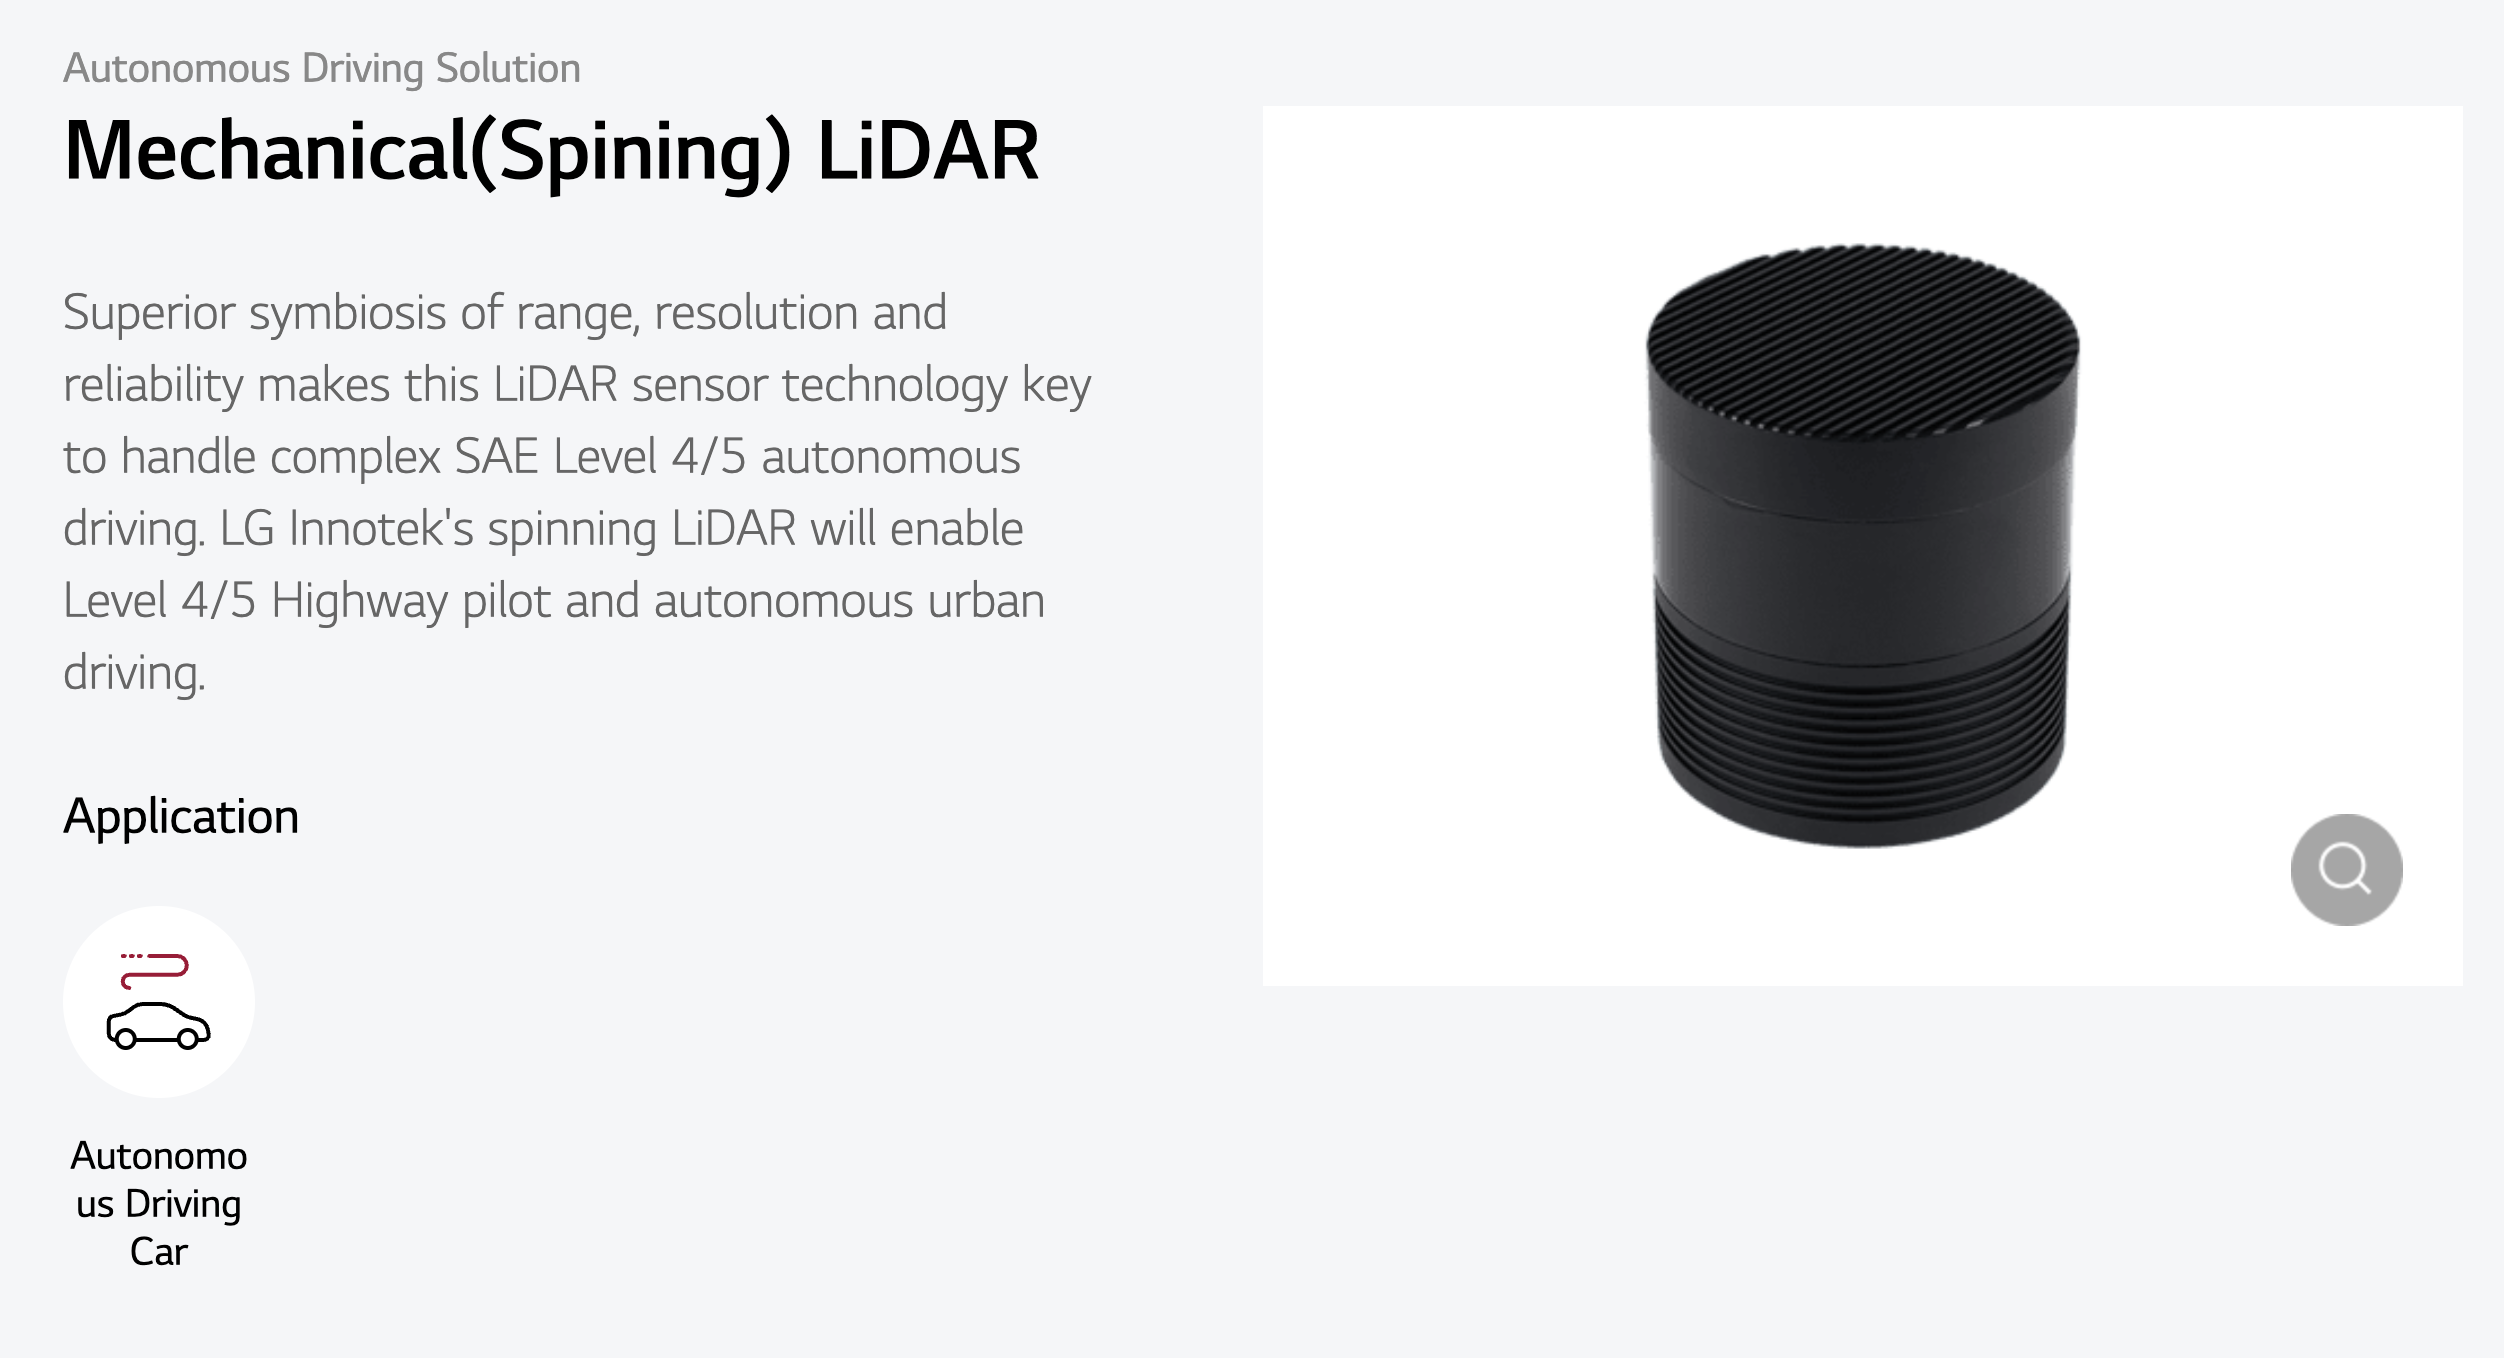 Autonomous Driving Solution
Mechanical(Spining) LiDAR
Superior symbiosis of range, resolution and
reliability makes this LiDAR sensor technology key
to handle complex SAE Level 4/5 autonomous
driving. LG Innotek's spinning LiDAR will enable
Level 4/5 Highway pilot and autonomous urban
driving.
Application
Autonomo
us Driving
Car